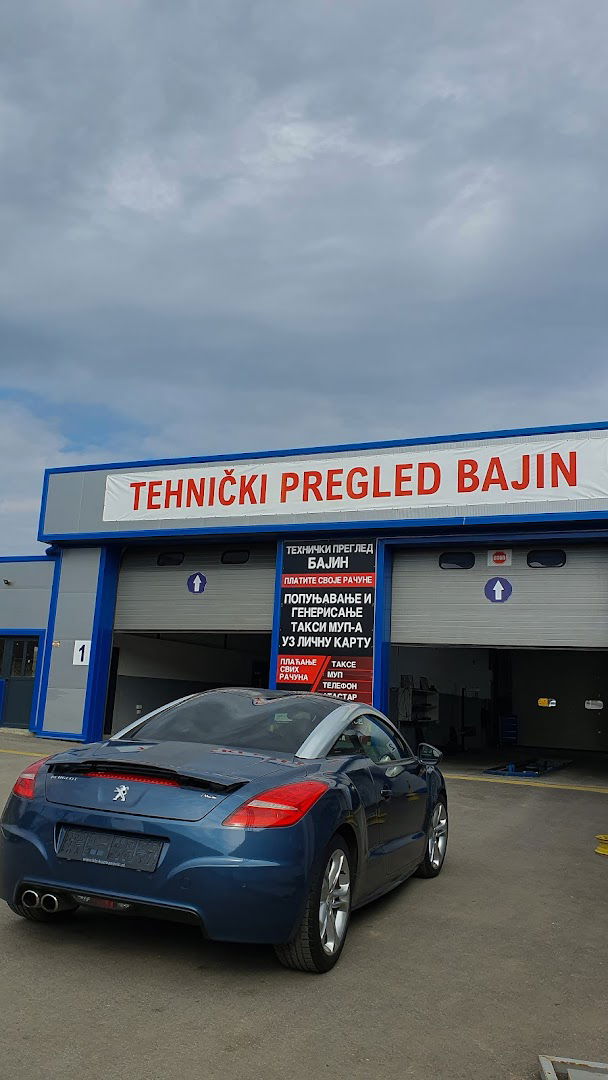 TEHNIČKI PREGLED BAJIN
ТЕХНИЧКИ ПРЕГЛЕД
БАЈИН
ПЛАТИТЕ СВОЈЕ РАЧУНЕ
ПОПУЊАВАЊЕ И
ГЕНЕРИСАЊЕ
ТАКСИ МУП-А
УЗ ЛИЧНУ КАРТУ
ПЛАЋАЊЕ
СВИХ
РАЧУНА
ТАКСЕ
МУП
ТЕЛЕФОН
1
PEUGEOT